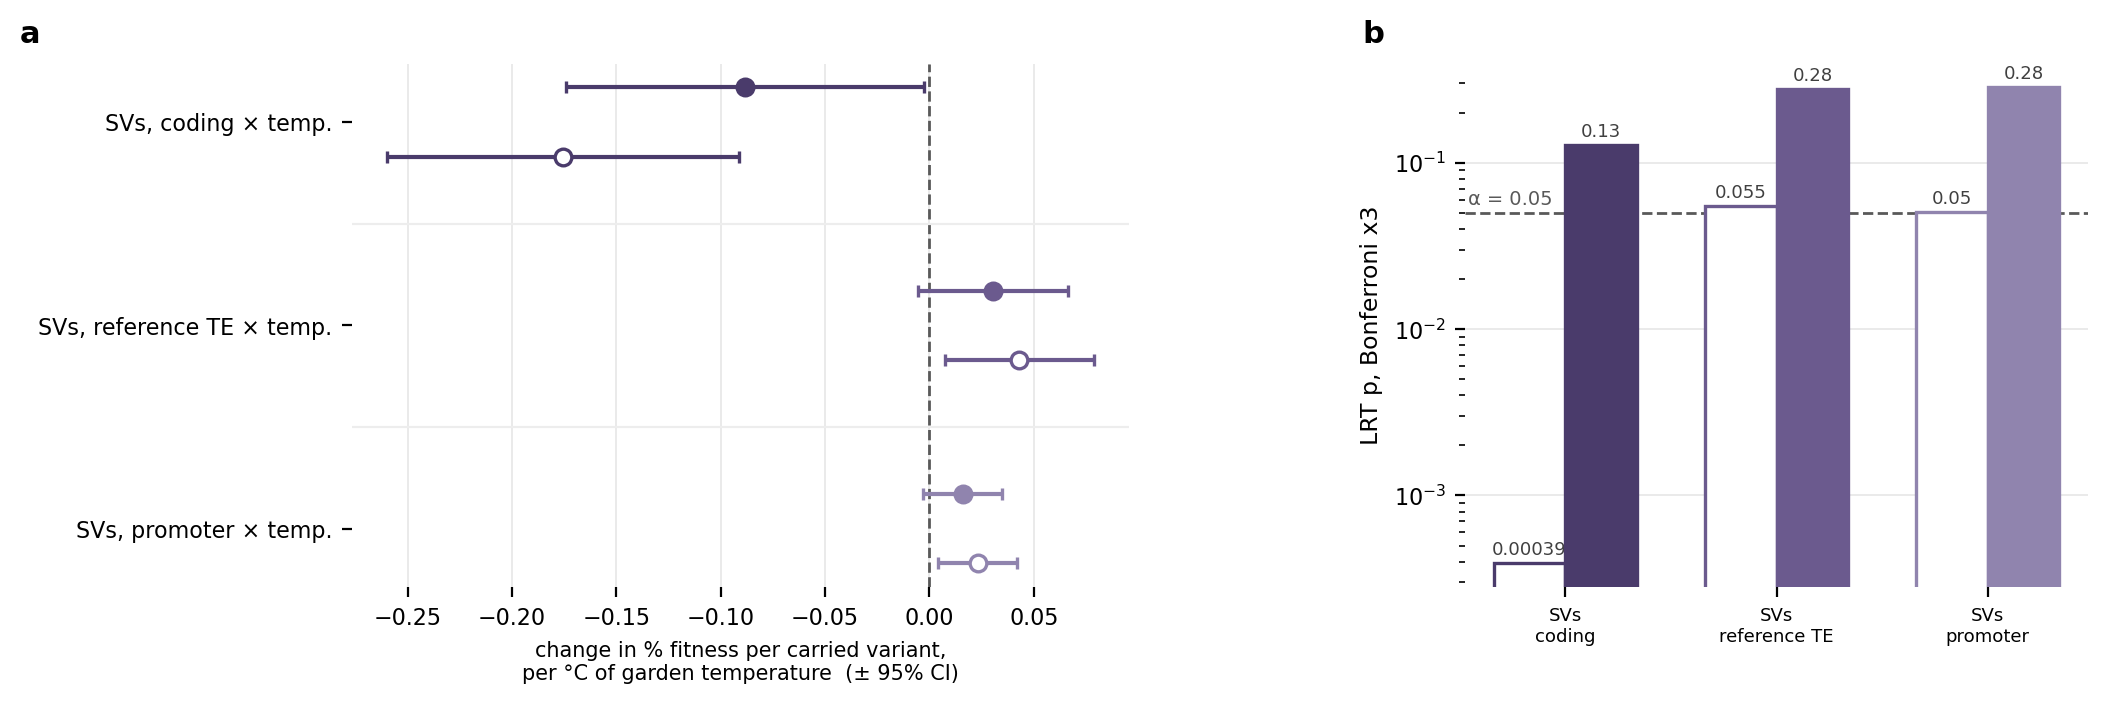 a
SVs, coding × temp.
SVs, reference TE × temp.
SVs, promoter × temp.
−0.25 −0.20 −0.15 −0.10 −0.05 0.00 0.05
change in % fitness per carried variant,
per °C of garden temperature (± 95% CI)
b
LRT p, Bonferroni x3
10⁻¹
10⁻²
10⁻³
α = 0.05
0.00039
0.13
0.055
0.28
0.05
0.28
SVs
coding
SVs
reference TE
SVs
promoter